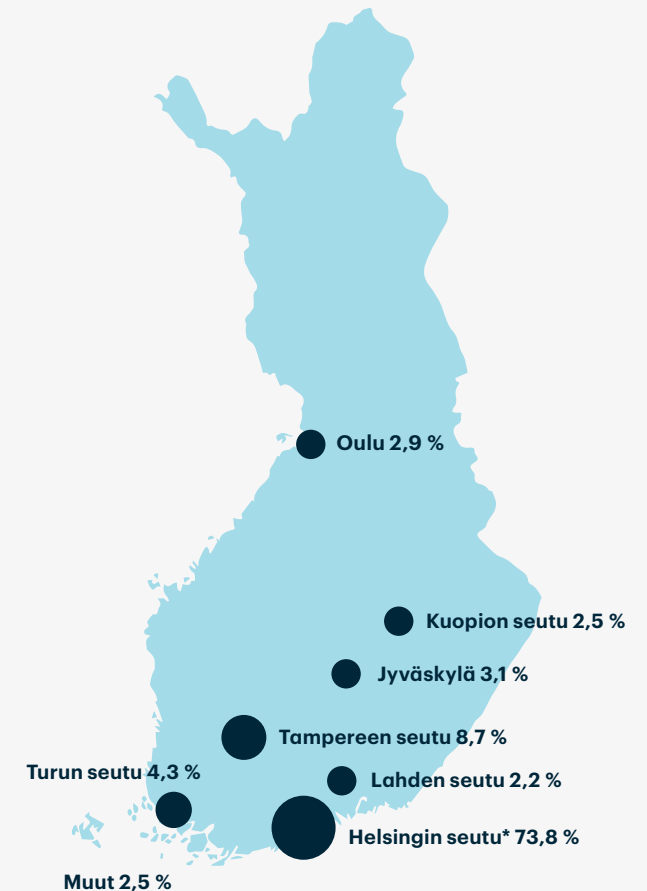 Oulu 2,9 %
Kuopion seutu 2,5 %
Jyväskylä 3,1 %
Tampereen seutu 8,7 %
Turun seutu 4,3 %
Lahden seutu 2,2 %
Helsingin seutu* 73,8 %
Muut 2,5 %